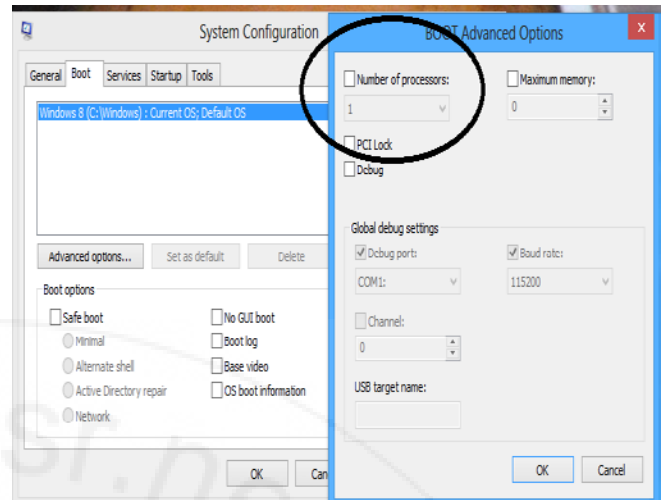 System Configuration
General Boot Services Startup Tools
Windows 8 (C:\Windows) : Current OS; Default OS
Advanced options... Set as default Delete
Boot options
Safe boot
Minimal
Alternate shell
Active Directory repair
Network
No GUI boot
Boot log
Base video
OS boot information
OK Can
BOOT Advanced Options
x
Number of processors:
1
Maximum memory:
0
PCI Lock
Debug
Global debug settings
Debug port:
COM1:
Baud rate:
115200
Channel:
0
USB target name:
OK Cancel